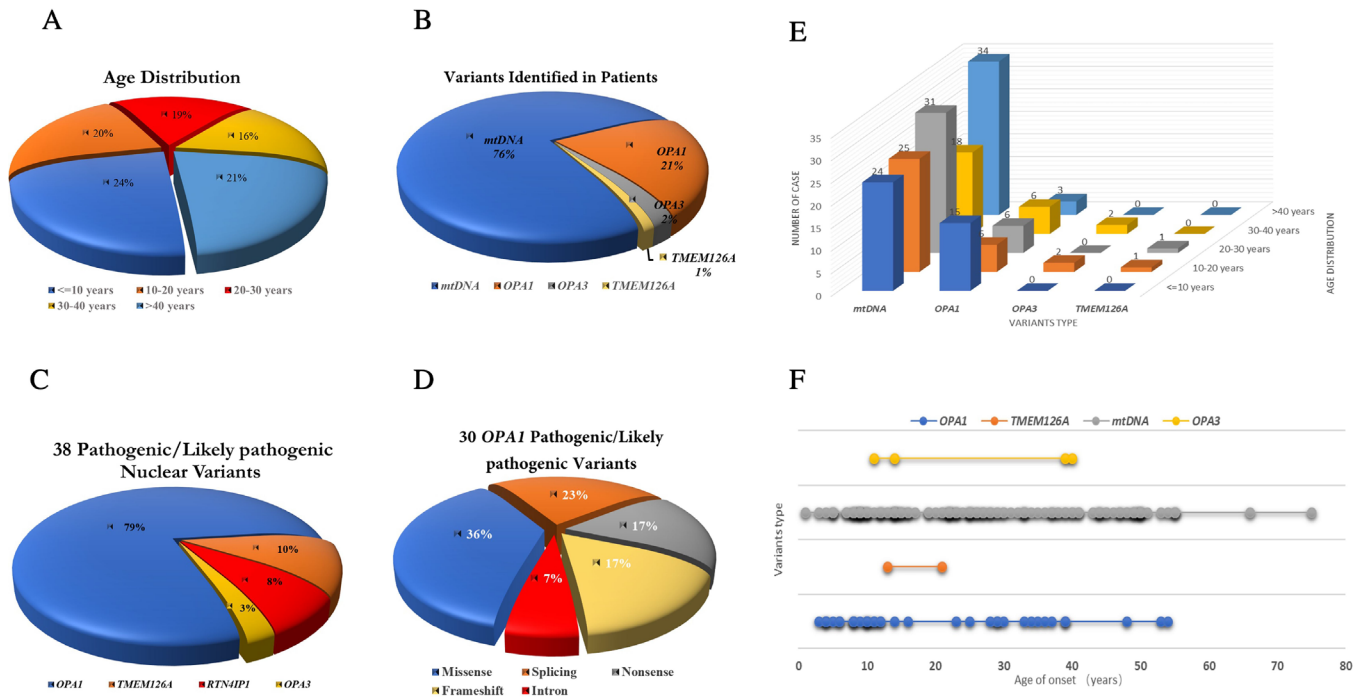 A
Age Distribution
19%
20%
16%
24%
21%
<=10 years 10-20 years 20-30 years
30-40 years >40 years
B
Variants Identified in Patients
mtDNA
76%
OPA1
21%
OPA3
2%
TMEM126A
1%
mtDNA OPA1 OPA3 TMEM126A
C
38 Pathogenic/Likely pathogenic
Nuclear Variants
79%
10%
8%
3%
OPA1 TMEM126A RTN4IP1 OPA3
D
30 OPA1 Pathogenic/Likely
pathogenic Variants
23%
36%
17%
17%
7%
Missense Splicing Nonsense
Frameshift Intron
E
NUMBER OF CASE
35
30
25
20
15
10
5
0
34
31
18
25
24
3
6
6
15
0
0
2
0
0
1
2
1
0
0
>40 years
30-40 years
20-30 years
10-20 years
<=10 years
AGE DISTRIBUTION
mtDNA OPA1 OPA3 TMEM126A
VARIANTS TYPE
F
OPA1 TMEM126A mtDNA OPA3
Variants type
0 10 20 30 40 50 60 70 80
Age of onset (years)